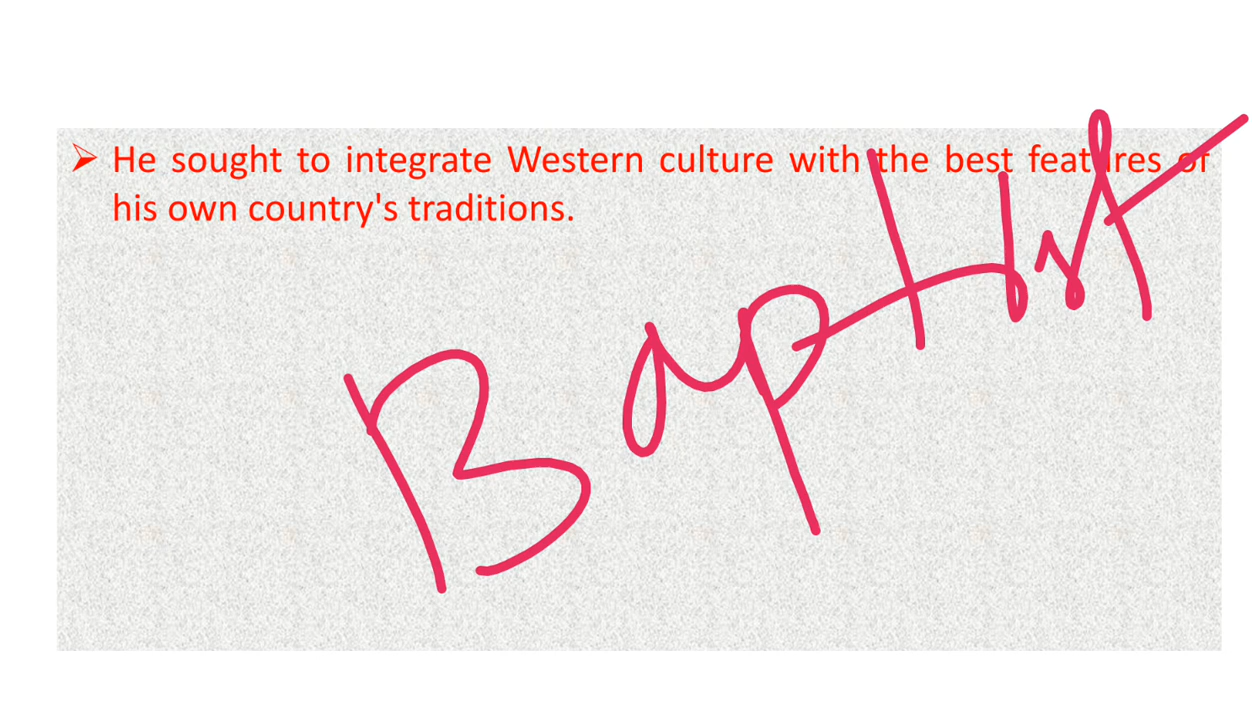 ➢ He sought to integrate Western culture with the best features of
his own country's traditions.
Baptist